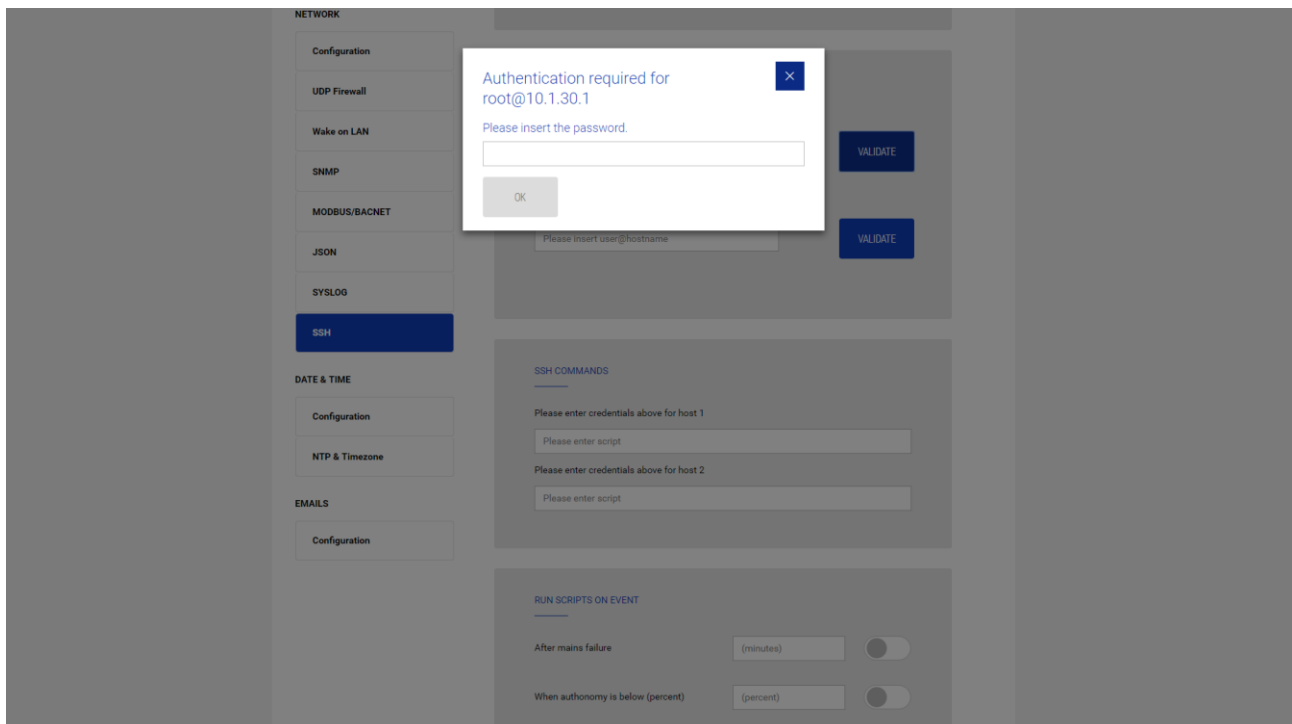 NETWORK
Configuration
UDP Firewall
Wake on LAN
SNMP
MODBUS/BACNET
JSON
SYSLOG
SSH
DATE & TIME
Configuration
NTP & Timezone
EMAILS
Configuration
Authentication required for
root@10.1.30.1
Please insert the password.
OK
VALIDATE
Please insert user@hostname
VALIDATE
SSH COMMANDS
Please enter credentials above for host 1
Please enter script
Please enter credentials above for host 2
Please enter script
RUN SCRIPTS ON EVENT
After mains failure
(minutes)
When authonomy is below (percent)
(percent)